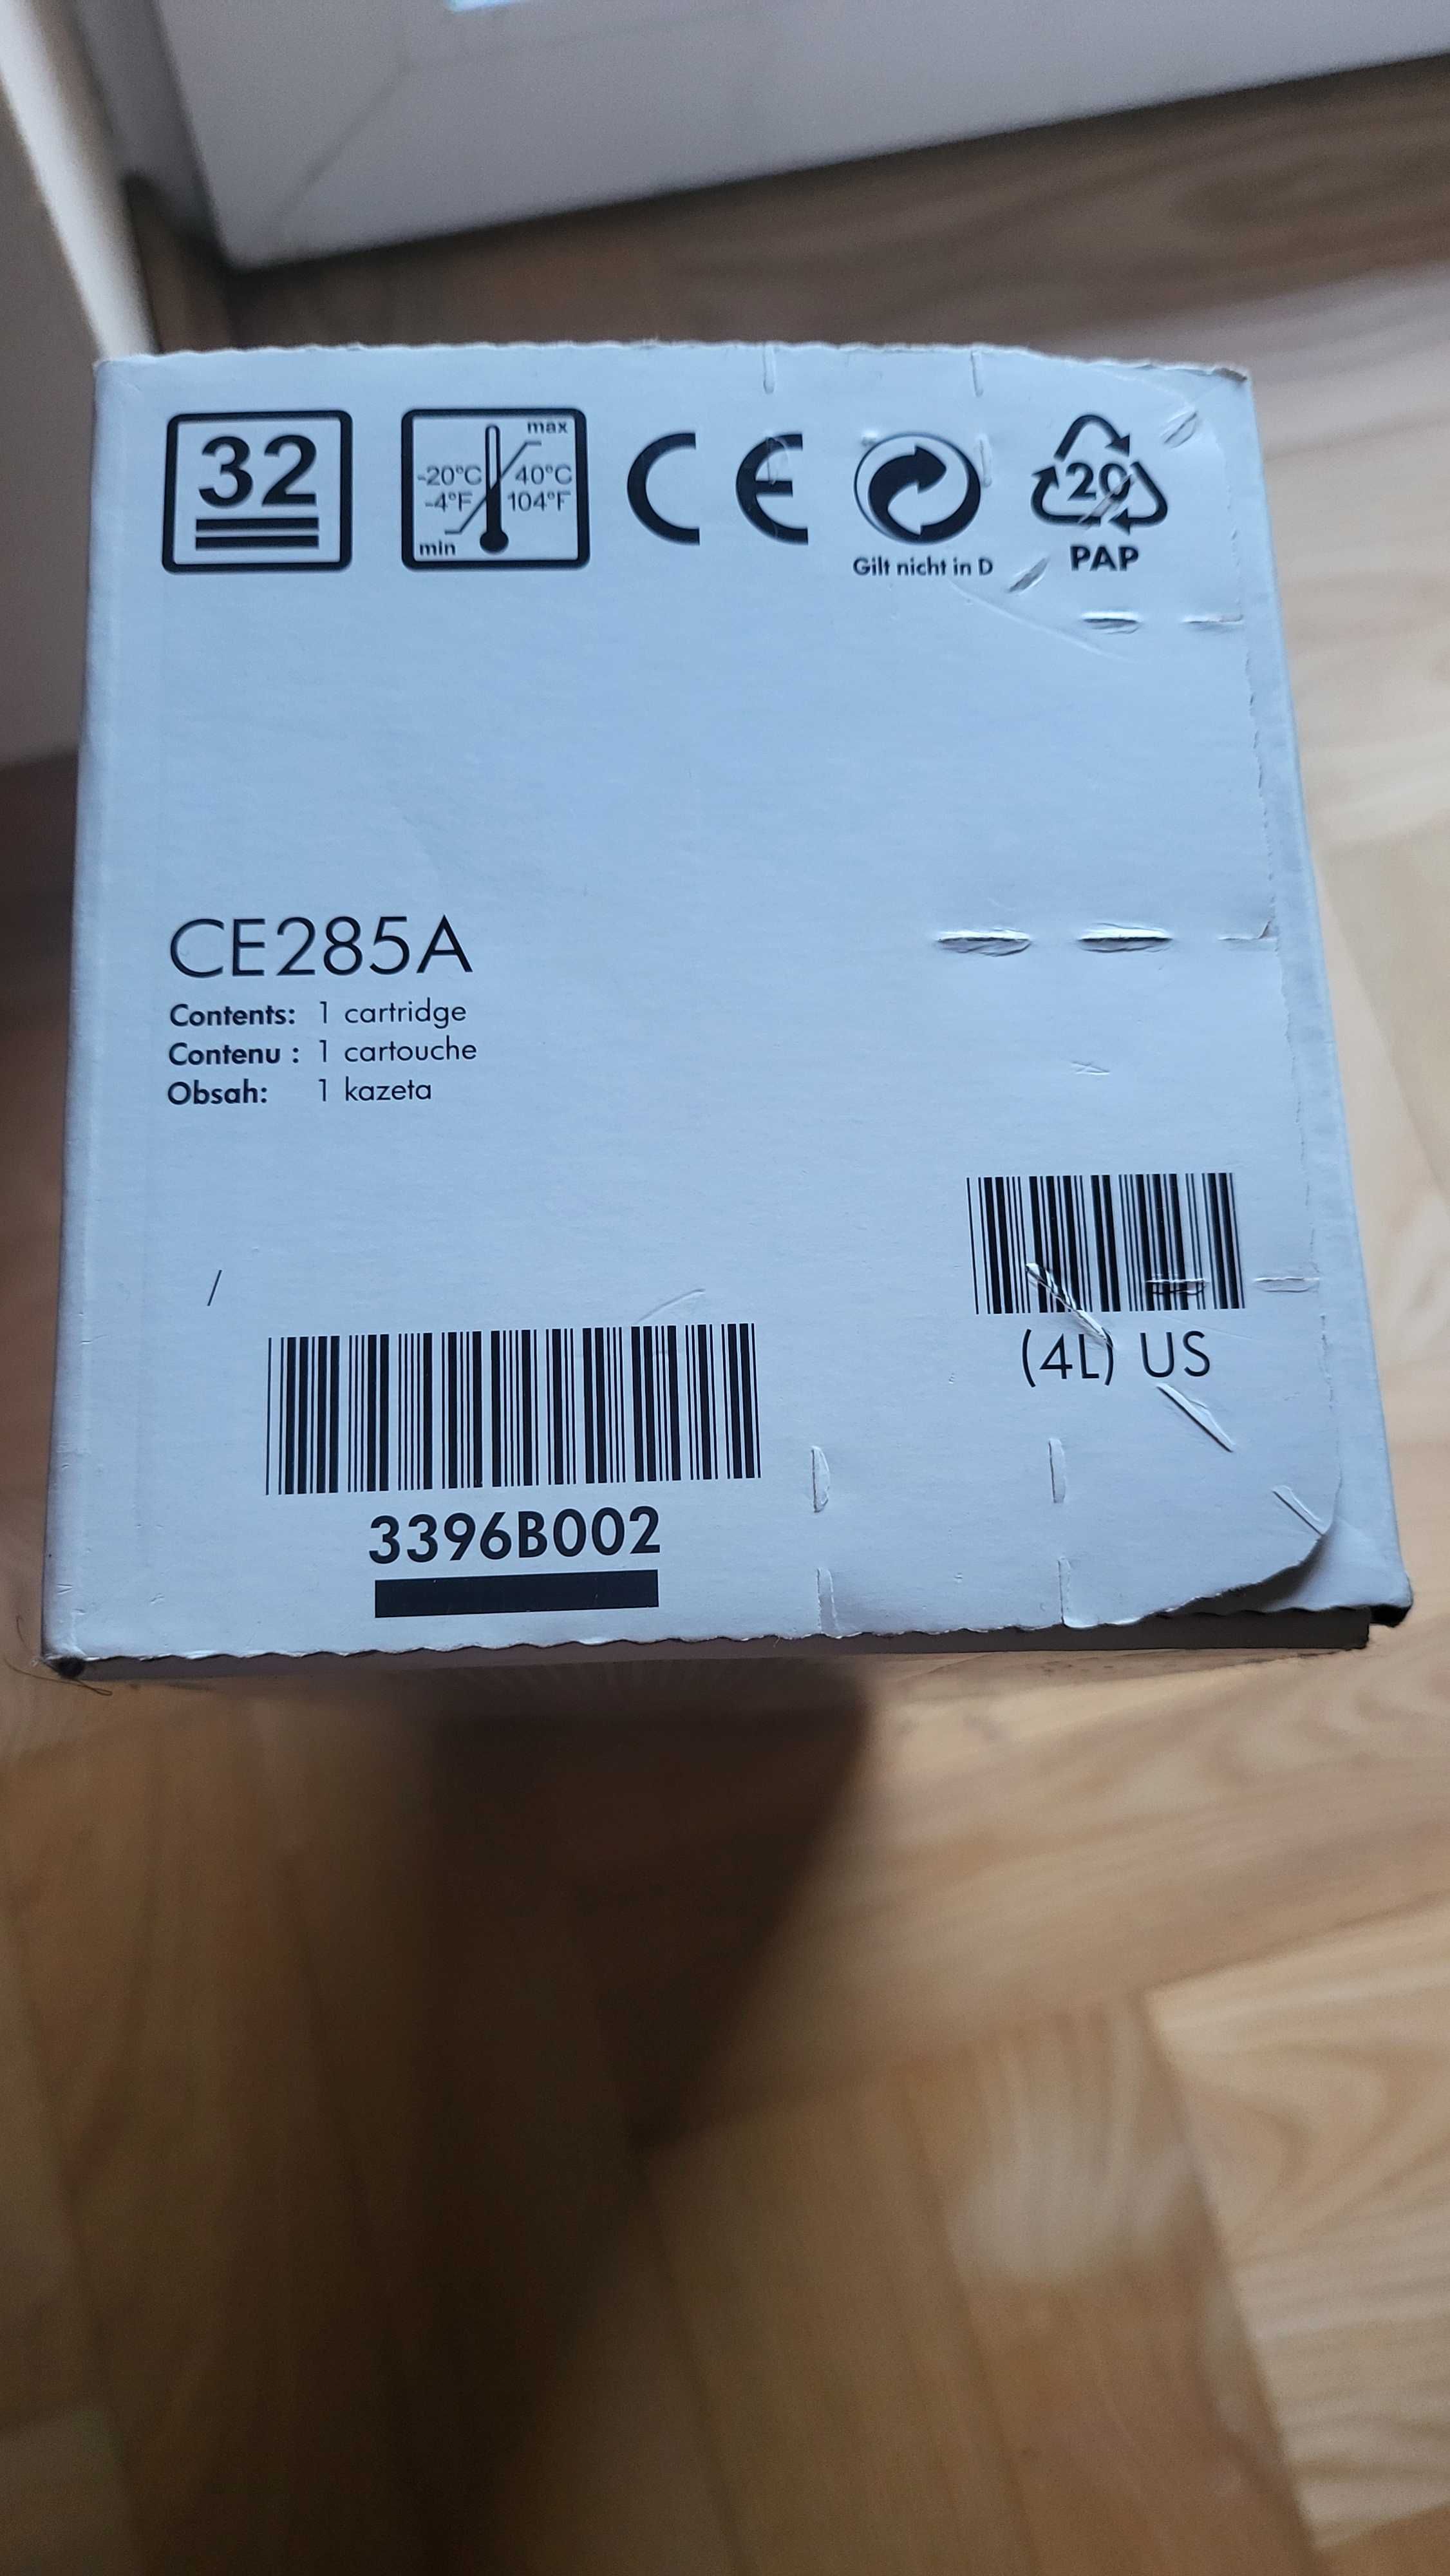 32
max
-20°C 40°C
-4°F 104°F
min
CE
Gilt nicht in D
20
PAP
CE285A
Contents: 1 cartridge
Contenu : 1 cartouche
Obsah: 1 kazeta
/
(4L) US
3396B002